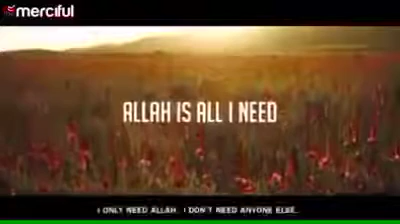 merciful
ALLAH IS ALL I NEED
I ONLY NEED ALLAH. I DON'T NEED ANYONE ELSE.